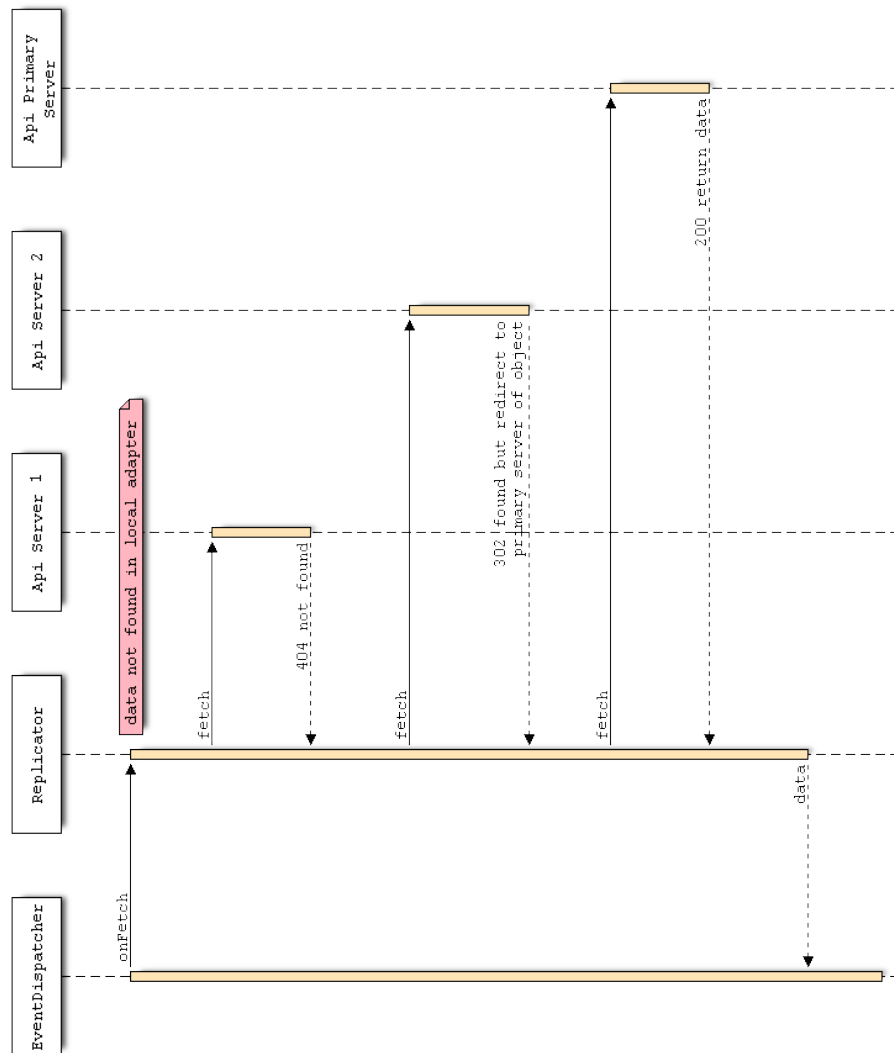 EventDispatcher
Replicator
Api Server 1
Api Server 2
Api Primary
Server
onFetch
data not found in local adapter
fetch
404 not found
fetch
302 found but redirect to
primary server of object
fetch
200 return data
data